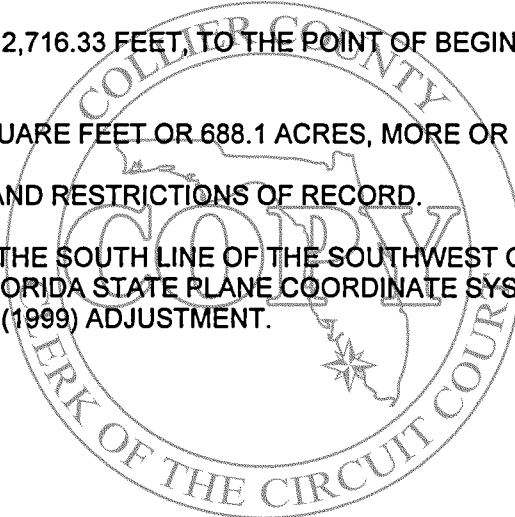 2,716.33 FEET, TO THE POINT OF BEGIN
UARE FEET OR 688.1 ACRES, MORE OR
AND RESTRICTIONS OF RECORD.
THE SOUTH LINE OF THE SOUTHWEST
ORIDA STATE PLANE COORDINATE SYS
(1999) ADJUSTMENT.
COLLIER COUNTY
COPY
CLERK OF THE CIRCUIT COURT